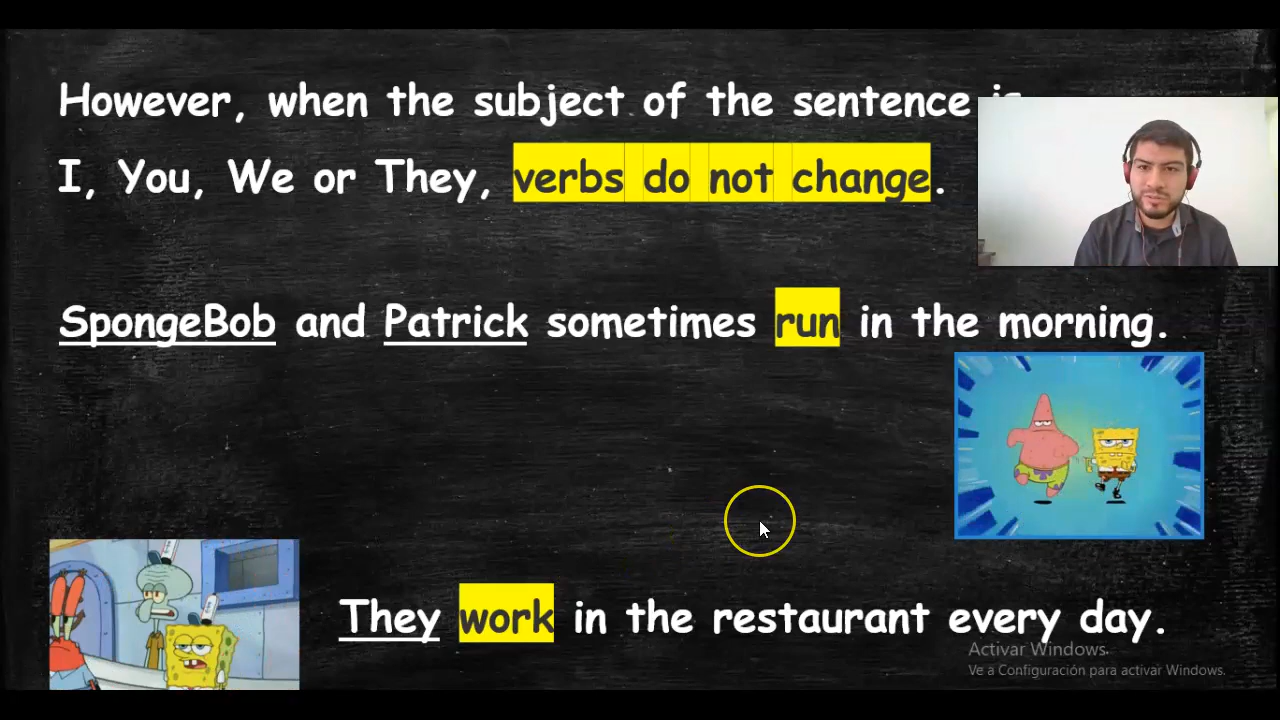 However, when the subject of the sentence is
I, You, We or They, verbs do not change.
SpongeBob and Patrick sometimes run in the morning.
They work in the restaurant every day.
Activar Windows
Ve a Configuración para activar Windows.